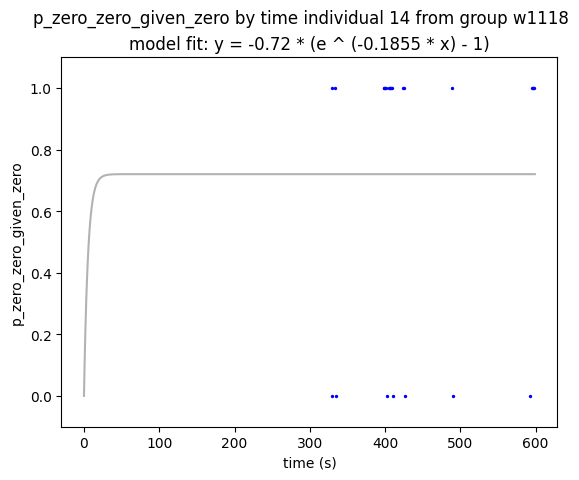 p_zero_zero_given_zero by time individual 14 from group w1118
model fit: y = -0.72 * (e ^ (-0.1855 * x) - 1)
1.0
0.8
0.6
0.4
0.2
0.0
p_zero_zero_given_zero
0 100 200 300 400 500 600
time (s)